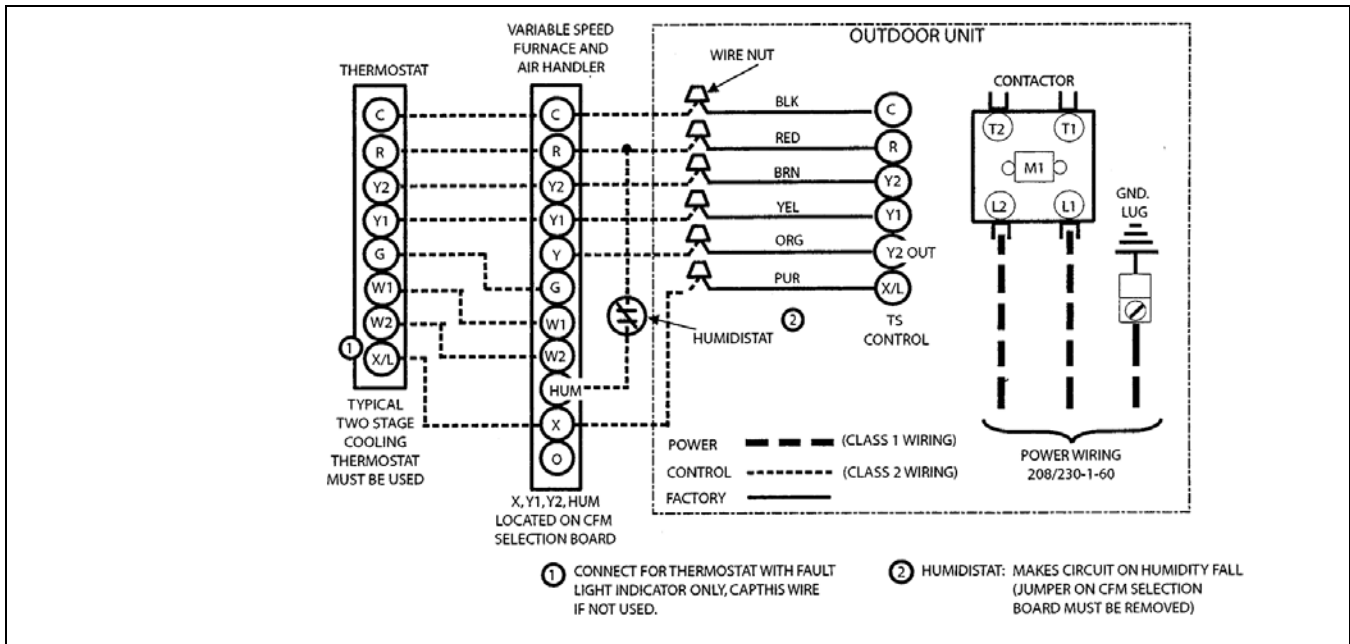 VARIABLE SPEED
FURNACE AND
AIR HANDLER
THERMOSTAT
C
R
Y2
Y1
G
W1
W2
1
X/L
TYPICAL
TWO STAGE
COOLING
THERMOSTAT
MUST BE USED
C
R
Y2
Y1
Y
G
W1
W2
HUM
X
O
X, Y1, Y2, HUM
LOCATED ON CFM
SELECTION BOARD
HUMIDISTAT
2
OUTDOOR UNIT
WIRE NUT
BLK
RED
BRN
YEL
ORG
PUR
C
R
Y2
Y1
Y2 OUT
X/L
TS
CONTROL
CONTACTOR
T2 T1
M1
L2 L1
GND.
LUG
POWER (CLASS 1 WIRING)
CONTROL (CLASS 2 WIRING)
FACTORY
POWER WIRING
208/230-1-60
1 CONNECT FOR THERMOSTAT WITH FAULT
LIGHT INDICATOR ONLY, CAPTHIS WIRE
IF NOT USED.
2 HUMIDISTAT: MAKES CIRCUIT ON HUMIDITY FALL
(JUMPER ON CFM SELECTION
BOARD MUST BE REMOVED)